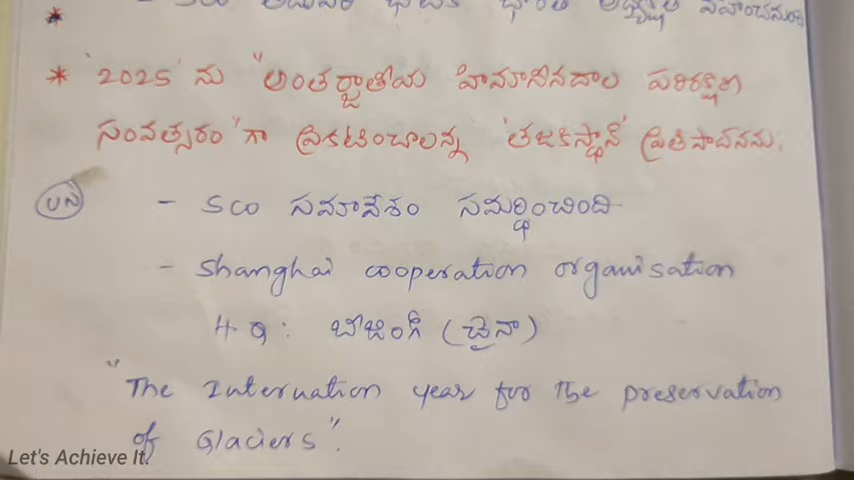 * '2025' ను "అంతర్జాతీయ హిమానీనదాల పరిరక్షణ
సంవత్సరం"గా ప్రకటించాలన్న 'తజకిస్థాన్' ప్రతిపాదనను.
- SCO సమావేశం సమర్థించింది
- Shanghai cooperation organisation
H.Q: బీజింగ్ (చైనా)
"The Internation year for the preservation
of Glaciers".
Let's Achieve It.